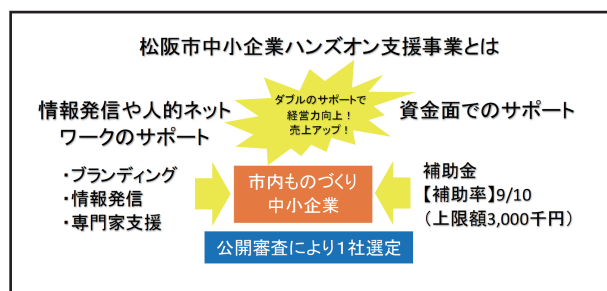 松阪市中小企業ハンズオン支援事業とは
情報発信や人的ネット
ワークのサポート
・ブランディング
・情報発信
・専門家支援
ダブルのサポートで
経営力向上！
売上アップ！
市内ものづくり
中小企業
公開審査により１社選定
資金面でのサポート
補助金
【補助率】9/10
（上限額3,000千円）